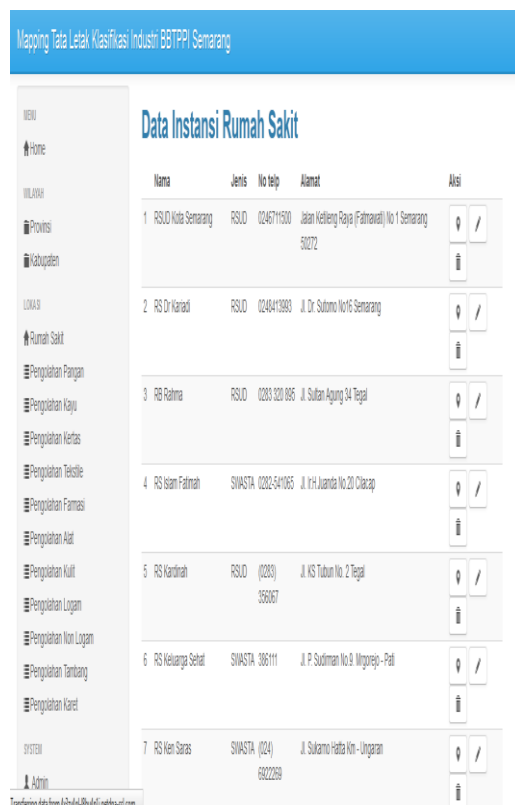 Mapping Tata Letak Klasifikasi Industri BBTPPI Semarang
MENU
Home
WILAYAH
Provinsi
Kabupaten
LOKASI
Rumah Sakit
Pengolahan Pangan
Pengolahan Kayu
Pengolahan Kertas
Pengolahan Tekstile
Pengolahan Farmasi
Pengolahan Alat
Pengolahan Kulit
Pengolahan Logam
Pengolahan Non Logam
Pengolahan Tambang
Pengolahan Karet
SYSTEM
Admin
Data Instansi Rumah Sakit
Nama Jenis No telp Alamat Aksi
1 RSUD Kota Semarang RSUD 0246711500 Jalan Ketileng Raya (Fatmawati) No 1 Semarang
50272
2 RS Dr Kariadi RSUD 0248413993 Jl. Dr. Sutomo No16 Semarang
3 RB Rahma RSUD 0283 320 895 Jl. Sultan Agung 34 Tegal
4 RS Islam Fatimah SWASTA 0282-541065 Jl. Ir.H.Juanda No.20 Cilacap
5 RS Kardinah RSUD (0283) Jl. KS Tubun No. 2 Tegal
356067
6 RS Keluarga Sehat SWASTA 386111 Jl. P. Sudirman No.9. Mrgorejo - Pati
7 RS Ken Saras SWASTA (024) Jl. Sukarno Hatta Km - Ungaran
6922269
Transferring data from